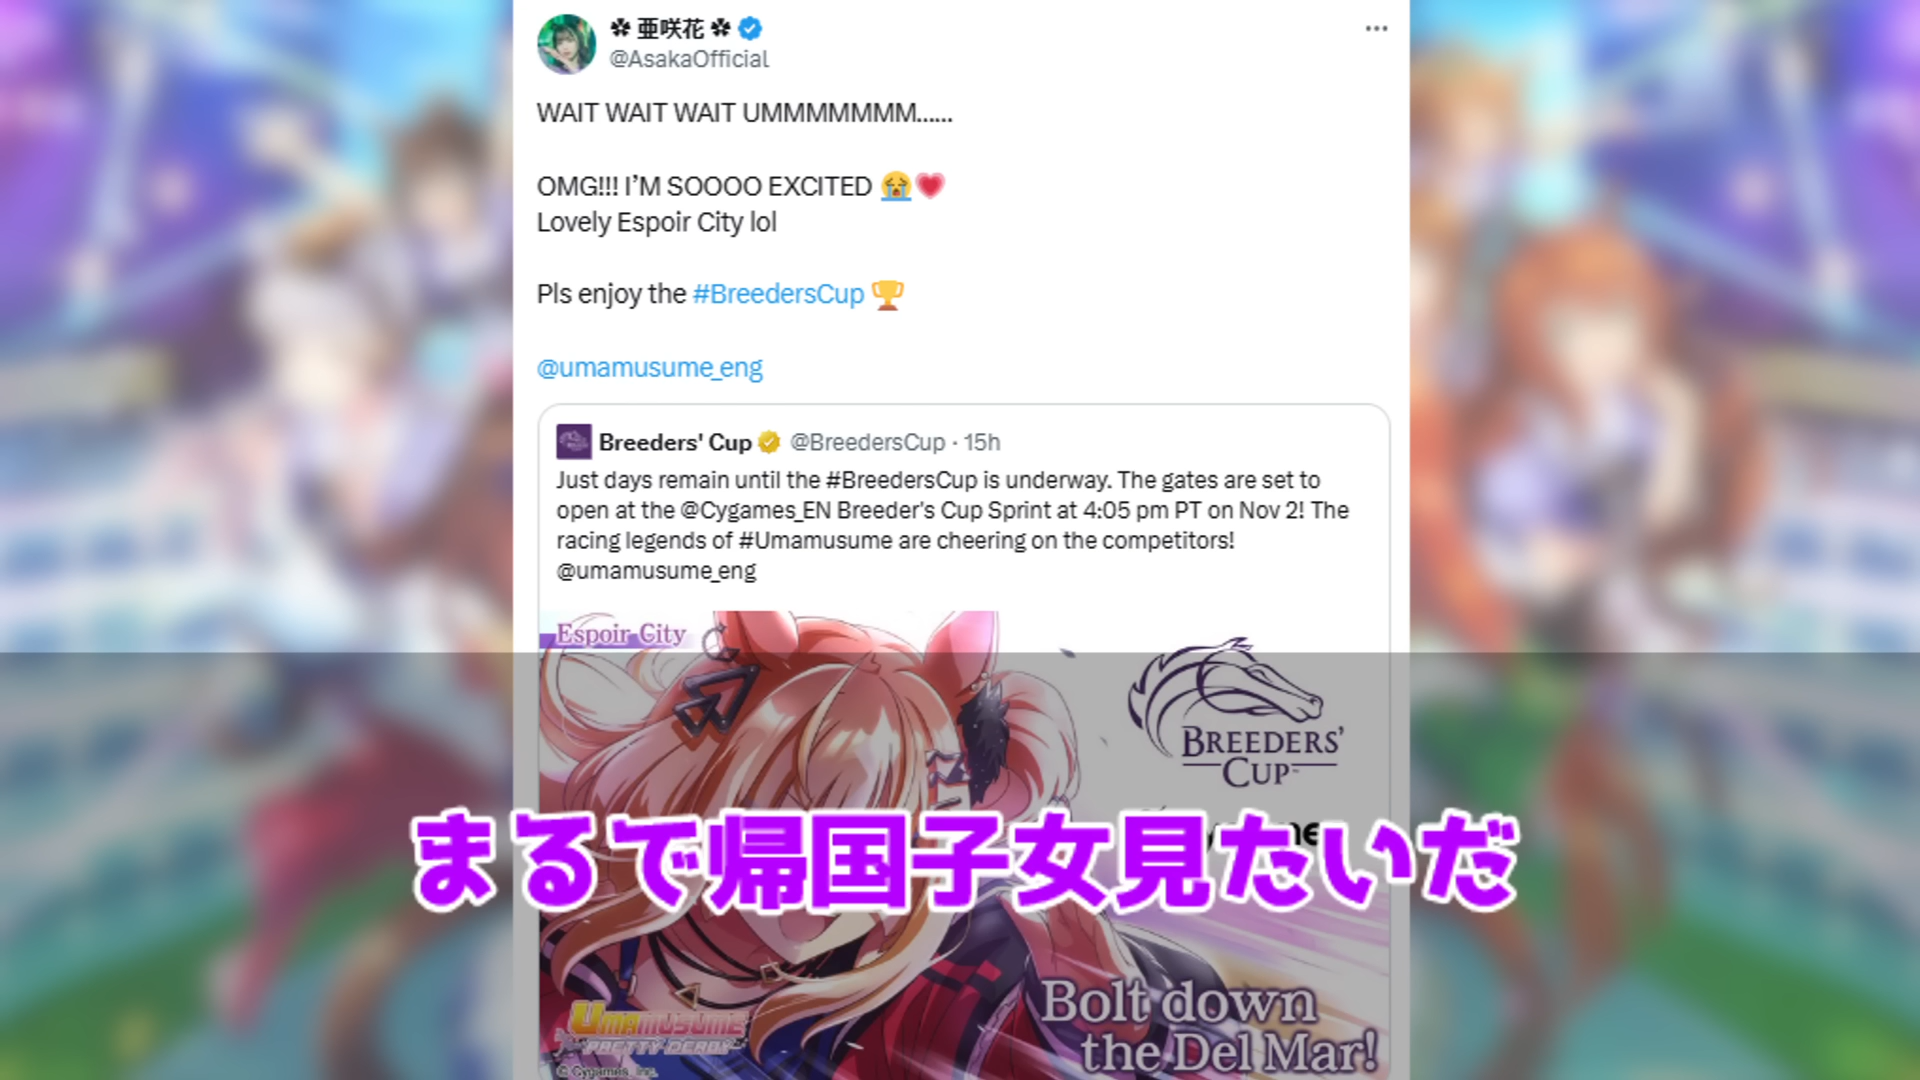 ✽ 亜咲花 ✽
@AsakaOfficial
WAIT WAIT WAIT UMMMMMMM......
OMG!!! I'M SOOOO EXCITED 😭💗
Lovely Espoir City lol
Pls enjoy the #BreedersCup 🏆
@umamusume_eng
Breeders' Cup @BreedersCup · 15h
Just days remain until the #BreedersCup is underway. The gates are set to
open at the @Cygames_EN Breeder's Cup Sprint at 4:05 pm PT on Nov 2! The
racing legends of #Umamusume are cheering on the competitors!
@umamusume_eng
Espoir City
BREEDERS'
CUP
まるで帰国子女見たいだ
Bolt down
the Del Mar!
UMAMUSUME
PRETTY DERBY
© Cygames, Inc.